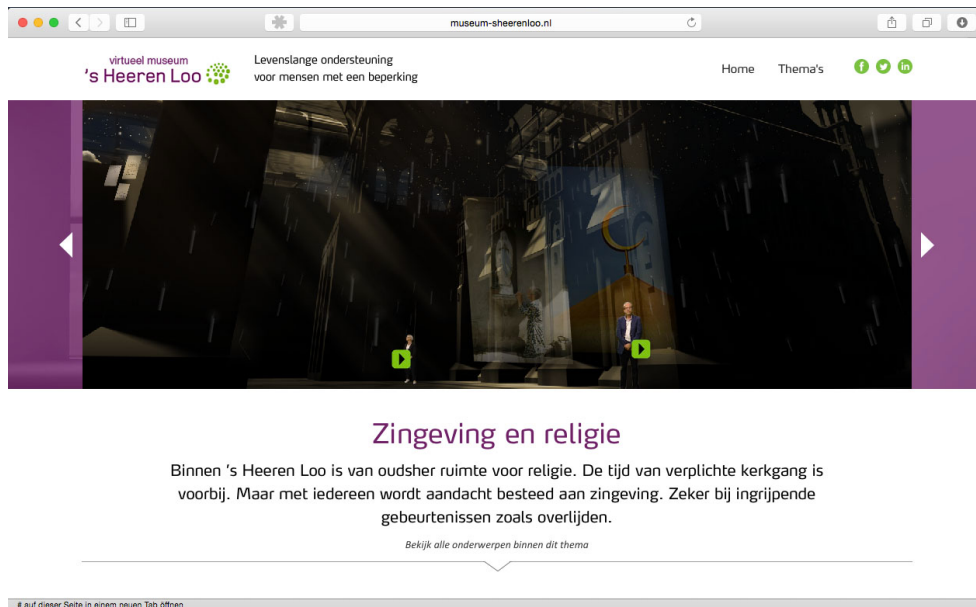 museum-sheerenloo.nl
virtueel museum
's Heeren Loo
Levenslange ondersteuning
voor mensen met een beperking
Home Thema's
Zingeving en religie
Binnen 's Heeren Loo is van oudsher ruimte voor religie. De tijd van verplichte kerkgang is
voorbij. Maar met iedereen wordt aandacht besteed aan zingeving. Zeker bij ingrijpende
gebeurtenissen zoals overlijden.
Bekijk alle onderwerpen binnen dit thema
# auf dieser Seite in einem neuen Tab öffnen